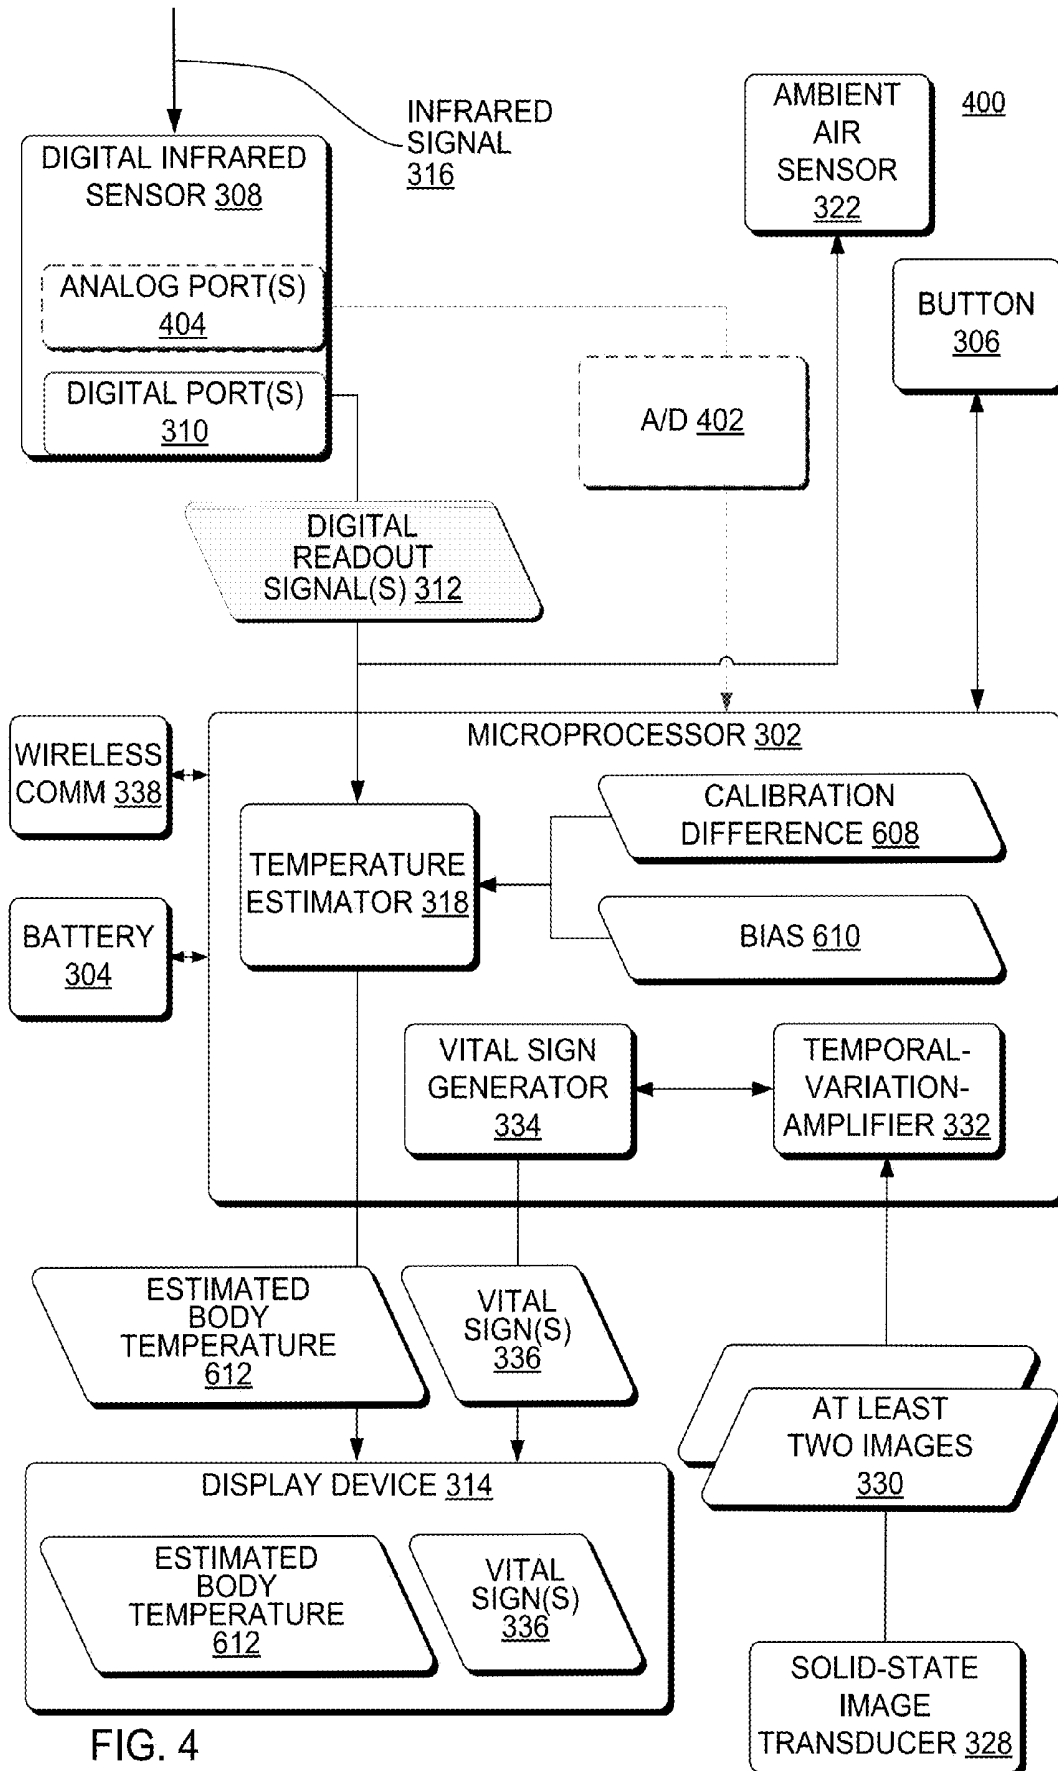 INFRARED
SIGNAL
316
AMBIENT
AIR
SENSOR
322
400
DIGITAL INFRARED
SENSOR 308
ANALOG PORT(S)
404
DIGITAL PORT(S)
310
BUTTON
306
A/D 402
DIGITAL
READOUT
SIGNAL(S) 312
MICROPROCESSOR 302
WIRELESS
COMM 338
CALIBRATION
DIFFERENCE 608
TEMPERATURE
ESTIMATOR 318
BATTERY
304
BIAS 610
VITAL SIGN
GENERATOR
334
TEMPORAL-
VARIATION-
AMPLIFIER 332
ESTIMATED
BODY
TEMPERATURE
612
VITAL
SIGN(S)
336
AT LEAST
TWO IMAGES
330
DISPLAY DEVICE 314
ESTIMATED
BODY
TEMPERATURE
612
VITAL
SIGN(S)
336
SOLID-STATE
IMAGE
TRANSDUCER 328
FIG. 4